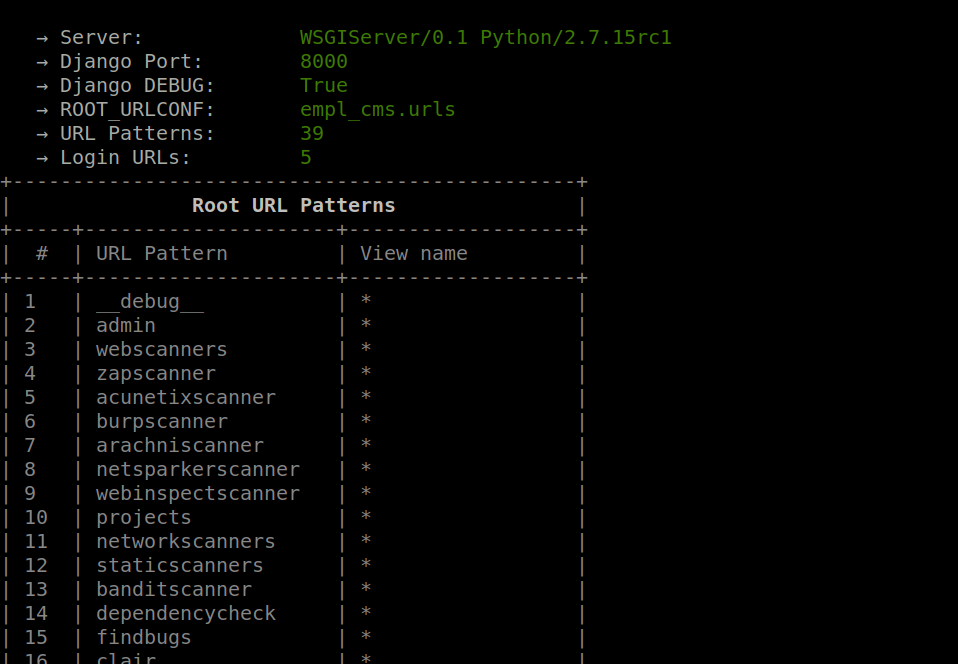 → Server: WSGIServer/0.1 Python/2.7.15rc1
→ Django Port: 8000
→ Django DEBUG: True
→ ROOT_URLCONF: empl_cms.urls
→ URL Patterns: 39
→ Login URLs: 5
+-----------------------------------------------+
| Root URL Patterns |
+-----+---------------------+-------------------+
| # | URL Pattern | View name |
+-----+---------------------+-------------------+
| 1 | __debug__ | * |
| 2 | admin | * |
| 3 | webscanners | * |
| 4 | zapscanner | * |
| 5 | acunetixscanner | * |
| 6 | burpscanner | * |
| 7 | arachniscanner | * |
| 8 | netsparkerscanner | * |
| 9 | webinspectscanner | * |
| 10 | projects | * |
| 11 | networkscanners | * |
| 12 | staticscanners | * |
| 13 | banditscanner | * |
| 14 | dependencycheck | * |
| 15 | findbugs | * |
| 16 | clair | * |